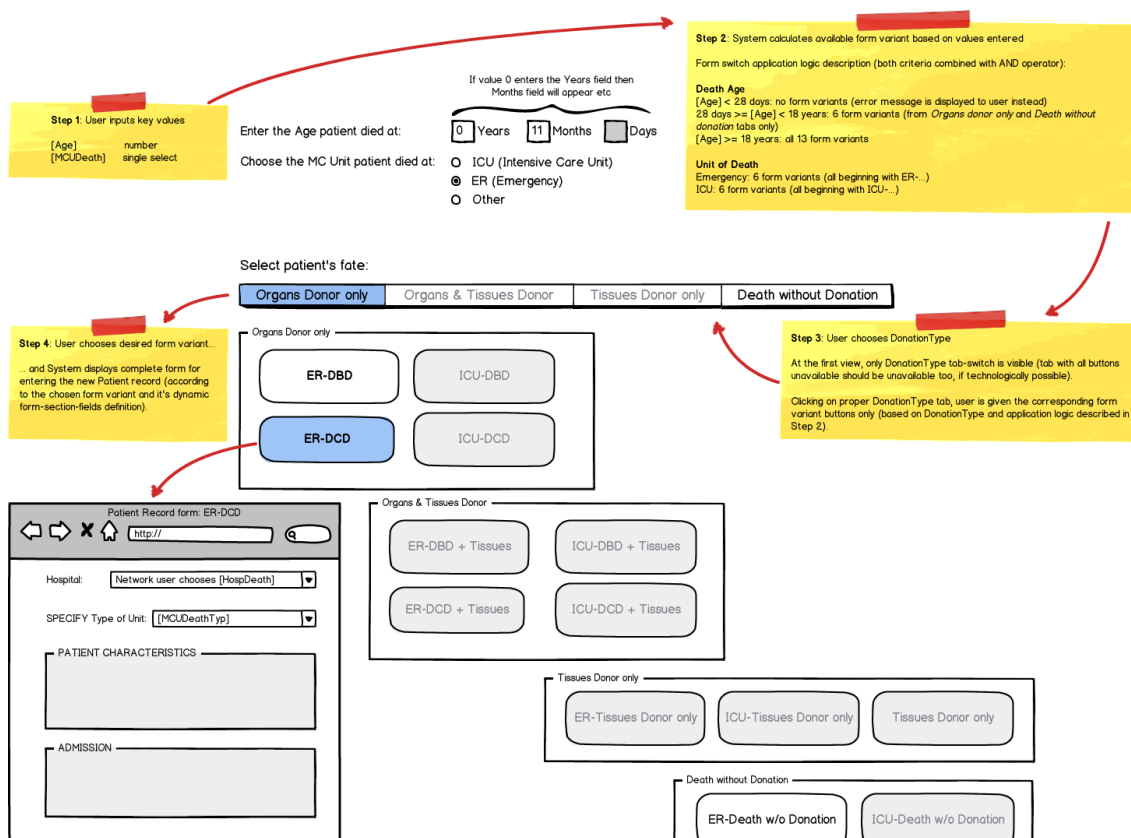 Step 1: User inputs key values
[Age] number
[MCUDeath] single select
If value 0 enters the Years field then
Months field will appear etc
Enter the Age patient died at:
0 Years 11 Months Days
Choose the MC Unit patient died at:
ICU (Intensive Care Unit)
ER (Emergency)
Other
Step 2: System calculates available form variant based on values entered
Form switch application logic description (both criteria combined with AND operator):
Death Age
[Age] < 28 days: no form variants (error message is displayed to user instead)
28 days >= [Age] < 18 years: 6 form variants (from Organs donor only and Death without
donation tabs only)
[Age] >= 18 years: all 13 form variants
Unit of Death
Emergency: 6 form variants (all beginning with ER-...)
ICU: 6 form variants (all beginning with ICU-...)
Select patient's fate:
Organs Donor only
Organs & Tissues Donor
Tissues Donor only
Death without Donation
Step 3: User chooses DonationType
At the first view, only DonationType tab-switch is visible (tab with all buttons
unavailable should be unavailable too, if technologically possible).
Clicking on proper DonationType tab, user is given the corresponding form
variant buttons only (based on DonationType and application logic described in
Step 2).
Step 4: User chooses desired form variant...
... and System displays complete form for
entering the new Patient record (according
to the chosen form variant and it's dynamic
form-section-fields definition).
Organs Donor only
ER-DBD
ICU-DBD
ER-DCD
ICU-DCD
Patient Record form: ER-DCD
http://
Hospital: Network user chooses [HospDeath]
SPECIFY Type of Unit: [MCUDeathTyp]
PATIENT CHARACTERISTICS
ADMISSION
Organs & Tissues Donor
ER-DBD + Tissues
ICU-DBD + Tissues
ER-DCD + Tissues
ICU-DCD + Tissues
Tissues Donor only
ER-Tissues Donor only
ICU-Tissues Donor only
Tissues Donor only
Death without Donation
ER-Death w/o Donation
ICU-Death w/o Donation